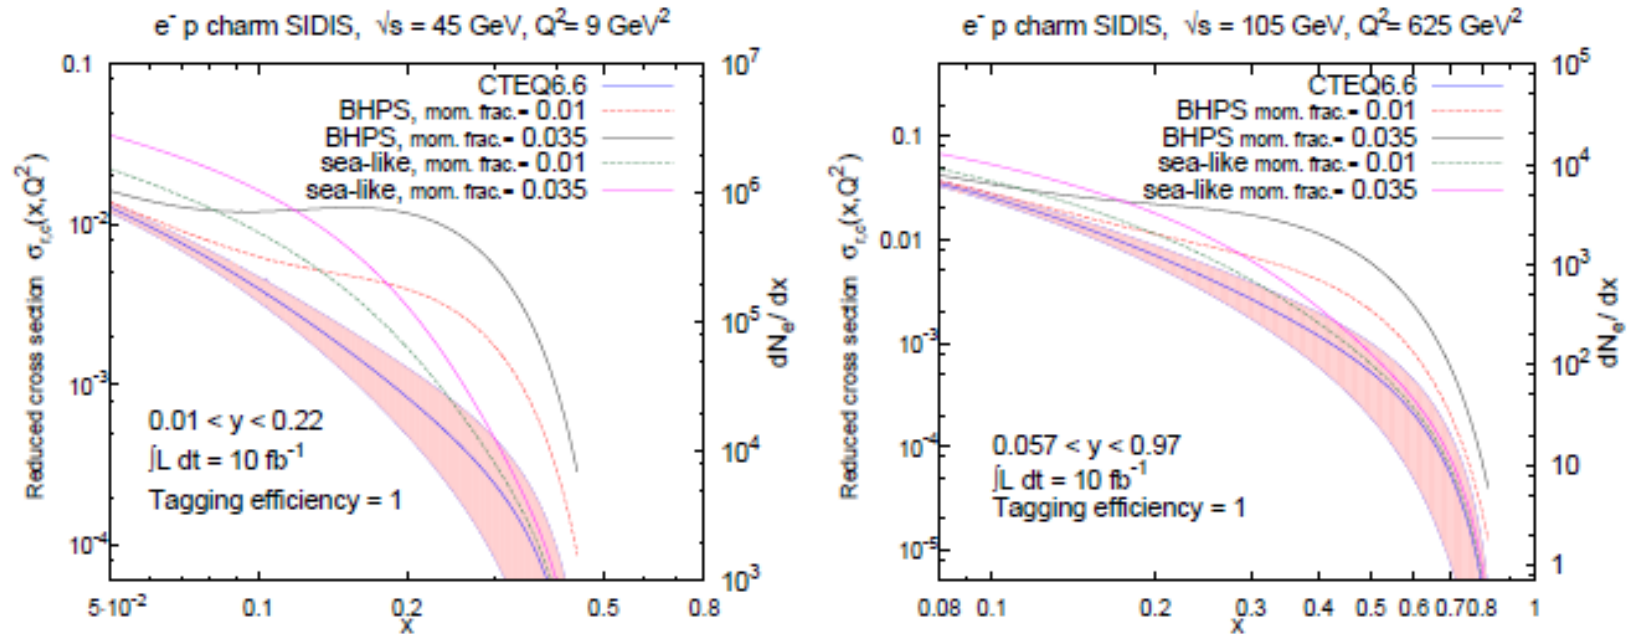 e- p charm SIDIS, √s = 45 GeV, Q²= 9 GeV²
0.1
10⁻²
10⁻³
10⁻⁴
Reduced cross section σr,c(x,Q²)
CTEQ6.6
BHPS, mom. frac.= 0.01
BHPS, mom. frac.= 0.035
sea-like, mom. frac.= 0.01
sea-like, mom. frac.= 0.035
0.01 < y < 0.22
∫L dt = 10 fb⁻¹
Tagging efficiency = 1
10⁷
10⁶
10⁵
10⁴
10³
dNe/ dx
5·10⁻² 0.1 0.2 0.5 0.8
x
e- p charm SIDIS, √s = 105 GeV, Q²= 625 GeV²
0.1
0.01
10⁻³
10⁻⁴
10⁻⁵
Reduced cross section σr,c(x,Q²)
CTEQ6.6
BHPS mom. frac.= 0.01
BHPS mom. frac.= 0.035
sea-like mom. frac.= 0.01
sea-like mom. frac.= 0.035
0.057 < y < 0.97
∫L dt = 10 fb⁻¹
Tagging efficiency = 1
10⁵
10⁴
10³
10²
10
1
dNe/ dx
0.08 0.1 0.2 0.3 0.4 0.5 0.6 0.7 0.8 1
x